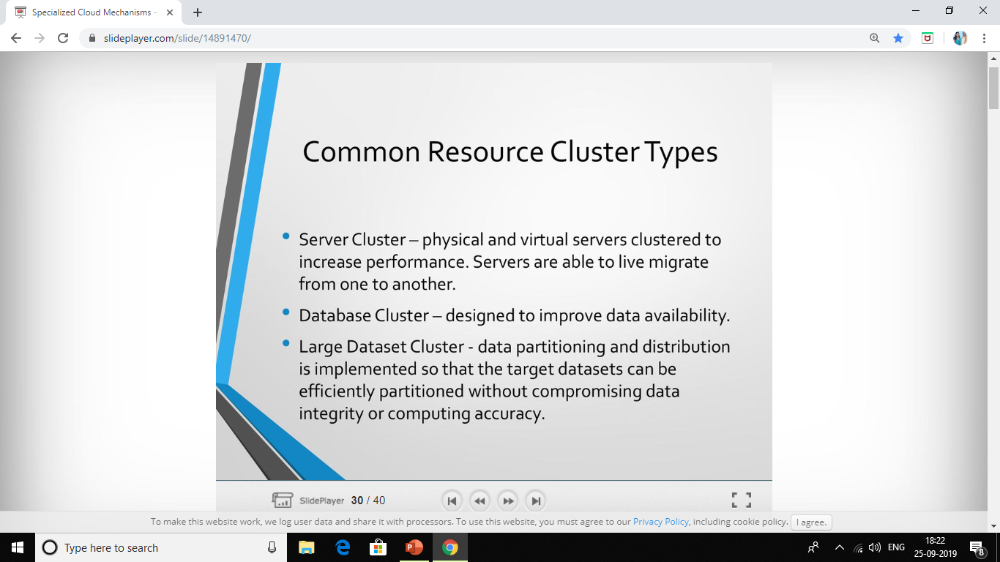 Specialized Cloud Mechanisms -
slideplayer.com/slide/14891470/
Common Resource Cluster Types
Server Cluster – physical and virtual servers clustered to
increase performance. Servers are able to live migrate
from one to another.
Database Cluster – designed to improve data availability.
Large Dataset Cluster - data partitioning and distribution
is implemented so that the target datasets can be
efficiently partitioned without compromising data
integrity or computing accuracy.
SlidePlayer 30 / 40
To make this website work, we log user data and share it with processors. To use this website, you must agree to our Privacy Policy, including cookie policy. I agree.
Type here to search
ENG
18:22
25-09-2019
8